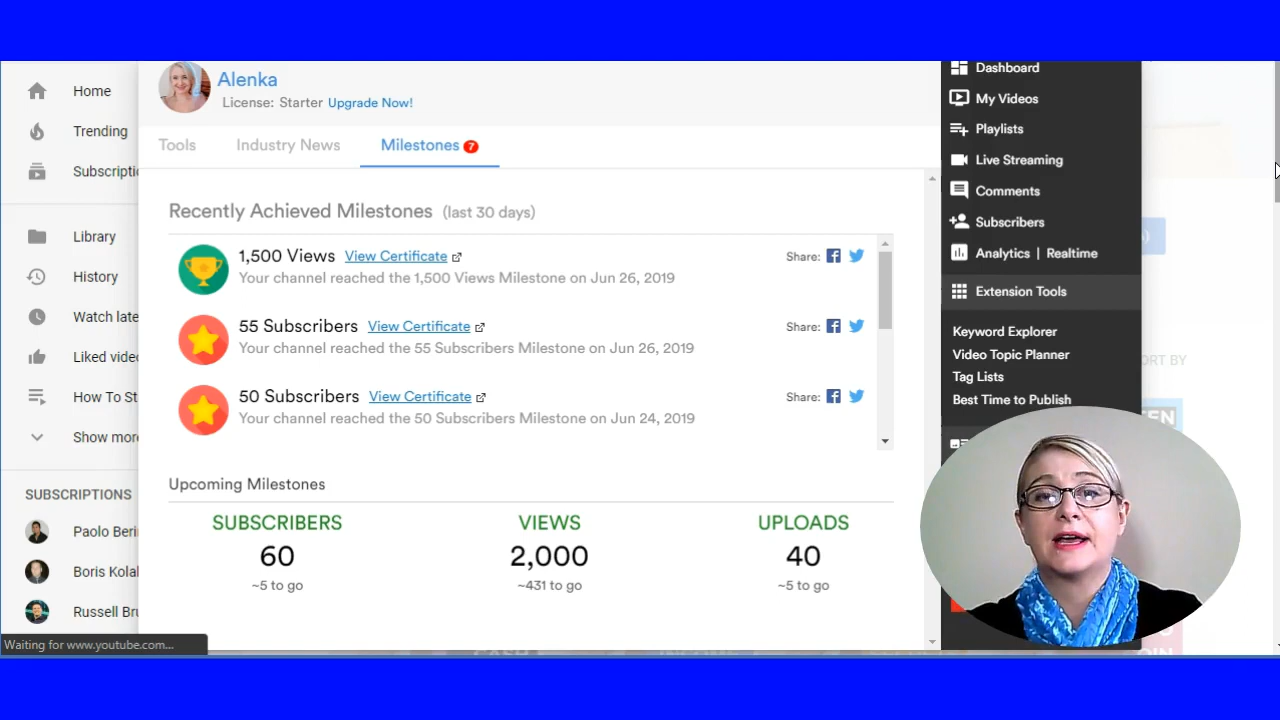 Home
Trending
Subscripti
Library
History
Watch late
Liked vide
How To St
Show mor
SUBSCRIPTIONS
Paolo Beri
Boris Kolal
Russell Bru
Waiting for www.youtube.com...
Alenka
License: Starter Upgrade Now!
Tools Industry News Milestones 7
Recently Achieved Milestones (last 30 days)
1,500 Views View Certificate Share:
Your channel reached the 1,500 Views Milestone on Jun 26, 2019
55 Subscribers View Certificate Share:
Your channel reached the 55 Subscribers Milestone on Jun 26, 2019
50 Subscribers View Certificate Share:
Your channel reached the 50 Subscribers Milestone on Jun 24, 2019
Upcoming Milestones
SUBSCRIBERS VIEWS UPLOADS
60 2,000 40
~5 to go ~431 to go ~5 to go
Dashboard
My Videos
Playlists
Live Streaming
Comments
Subscribers
Analytics | Realtime
Extension Tools
Keyword Explorer
Video Topic Planner
Tag Lists
Best Time to Publish
ORT BY
EEN
OIN